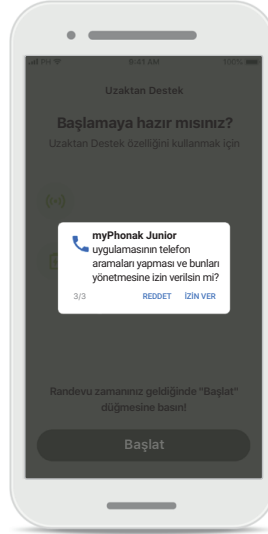 PH
9:41 AM
100%
Uzaktan Destek
Başlamaya hazır mısınız?
Uzaktan Destek özelliğini kullanmak için
myPhonak Junior
uygulamasının telefon
aramaları yapması ve bunları
yönetmesine izin verilsin mi?
3/3
REDDET
İZİN VER
Randevu zamanınız geldiğinde "Başlat"
düğmesine basın!
Başlat